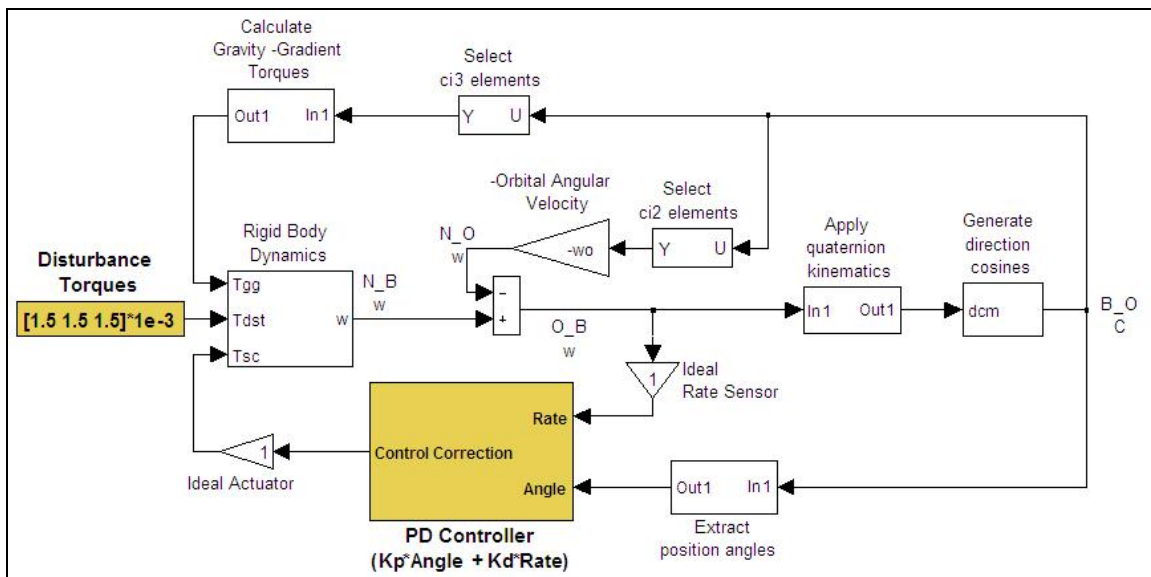 Calculate
Gravity -Gradient
Torques
Out1
In1
Select
ci3 elements
Y
U
-Orbital Angular
Velocity
-wo
Select
ci2 elements
Y
U
N_O
w
Rigid Body
Dynamics
Tgg
Tdst
Tsc
w
N_B
w
Disturbance
Torques
[1.5 1.5 1.5]*1e-3
−
+
O_B
w
Apply
quaternion
kinematics
In1
Out1
Generate
direction
cosines
dcm
B_O
C
1
Ideal
Rate Sensor
Rate
Control Correction
Angle
PD Controller
(Kp*Angle + Kd*Rate)
1
Ideal Actuator
Out1
In1
Extract
position angles